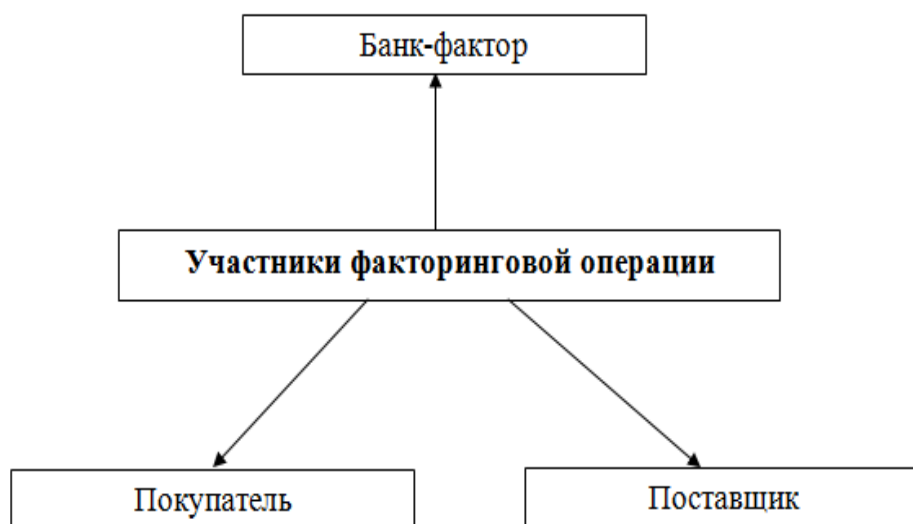 Банк-фактор
Участники факторинговой операции
Покупатель
Поставщик